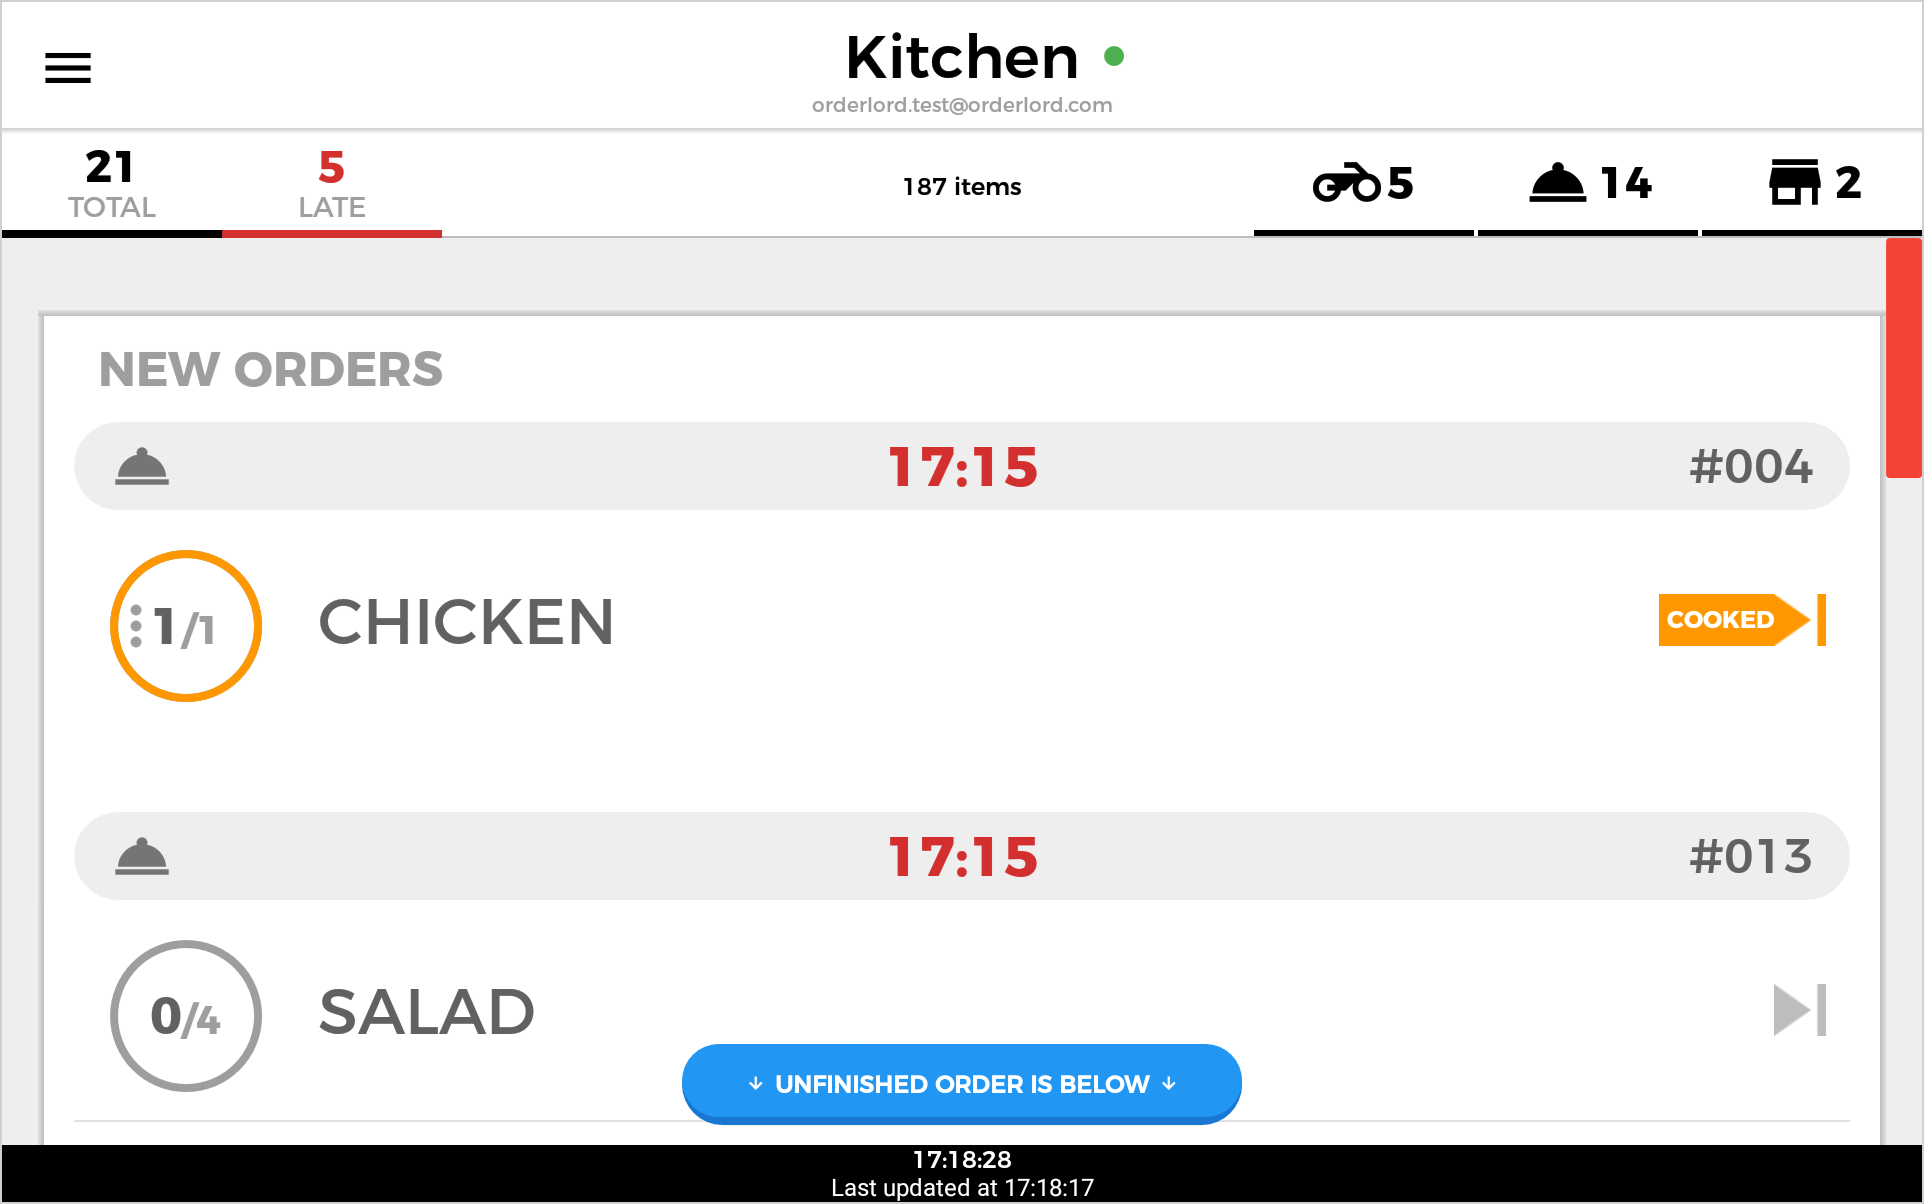 Kitchen
orderlord.test@orderlord.com
21
TOTAL
5
LATE
187 items
5
14
2
NEW ORDERS
17:15
#004
1/1
CHICKEN
COOKED
17:15
#013
0/4
SALAD
↓ UNFINISHED ORDER IS BELOW ↓
17:18:28
Last updated at 17:18:17